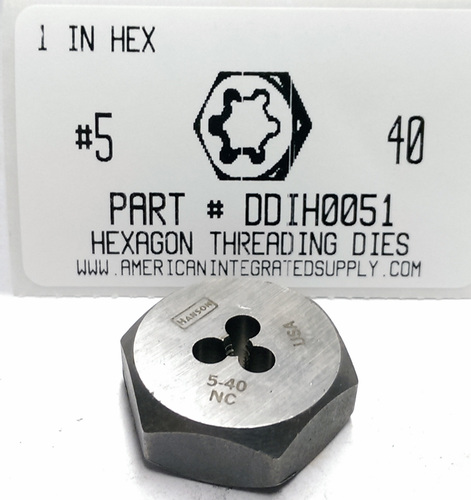 1 IN HEX
#5 40
PART # DDIH0051
HEXAGON THREADING DIES
WWW.AMERICANINTEGRATEDSUPPLY.COM
HANSON
USA
5-40
NC